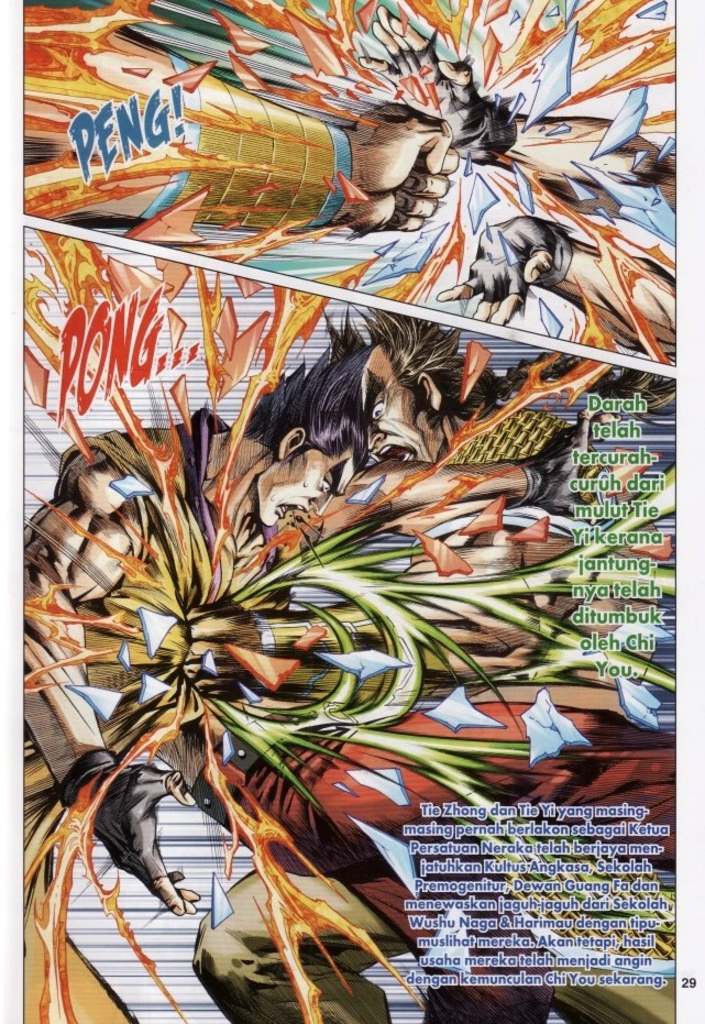 PENG!
PONG...
Darah
telah
tercurah-
curah dari
mulut Tie
Yi kerana
jantung-
nya telah
ditumbuk
oleh Chi
You.
Tie Zhong dan Tie Yi yang masing-
masing pernah berlakon sebagai Ketua
Persatuan Neraka telah berjaya men-
jatuhkan Kultus Angkasa, Sekolah
Premogenitur, Dewan Guang Fa dan
menewaskan jaguh-jaguh dari Sekolah
Wushu Naga & Harimau dengan tipu-
muslihat mereka. Akan tetapi, hasil
usaha mereka telah menjadi angin
dengan kemunculan Chi You sekarang.
29